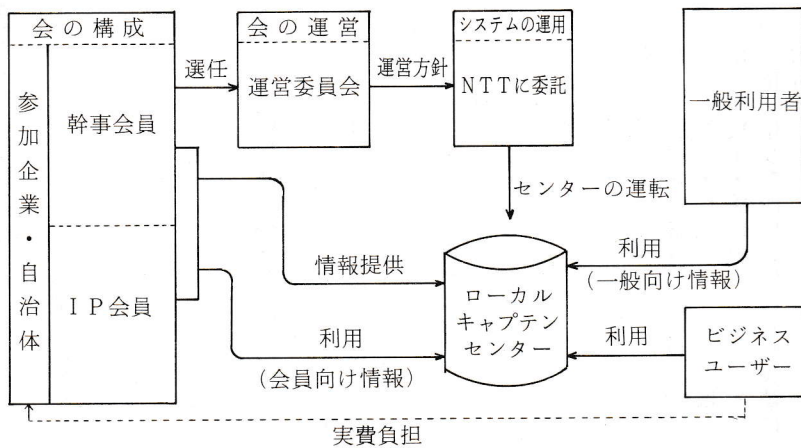 会の構成
参加企業・自治体
幹事会員
ＩＰ会員
選任
会の運営
運営委員会
運営方針
システムの運用
ＮＴＴに委託
センターの運転
一般利用者
情報提供
利用
(会員向け情報)
ローカル
キャプテン
センター
利用
(一般向け情報)
利用
ビジネス
ユーザー
実費負担